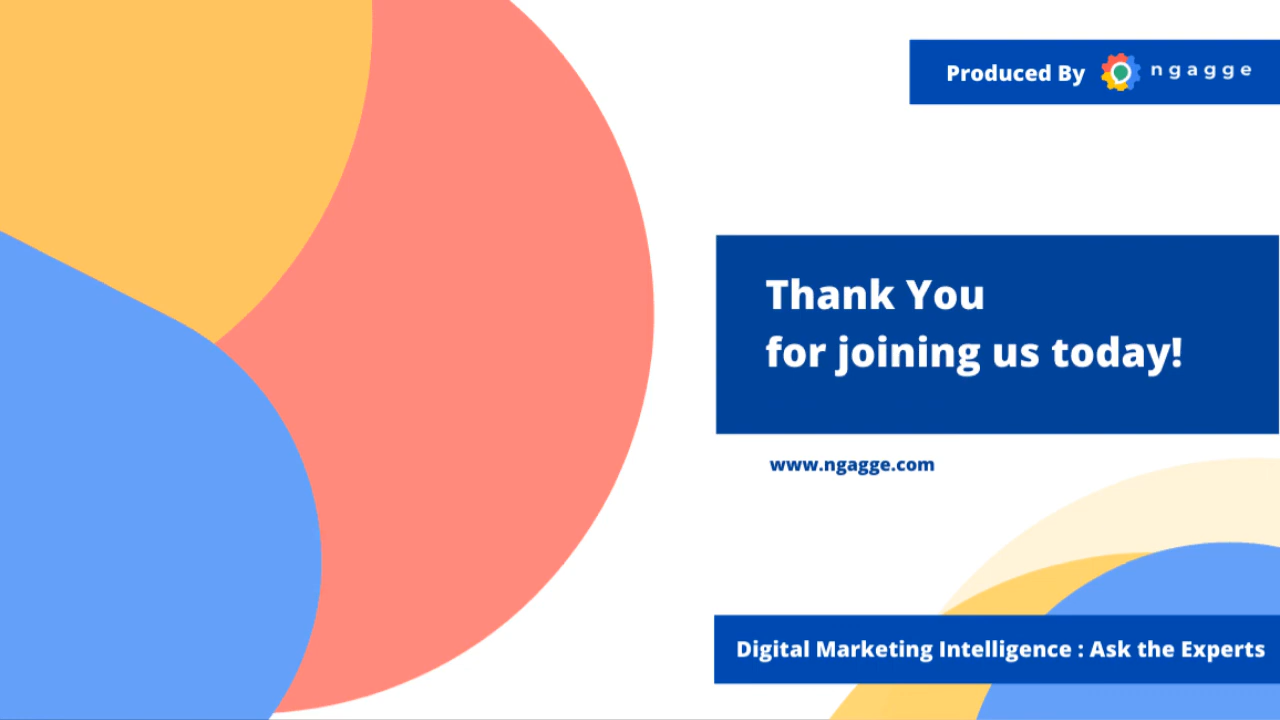 Produced By ngagge
Thank You
for joining us today!
www.ngagge.com
Digital Marketing Intelligence : Ask the Experts